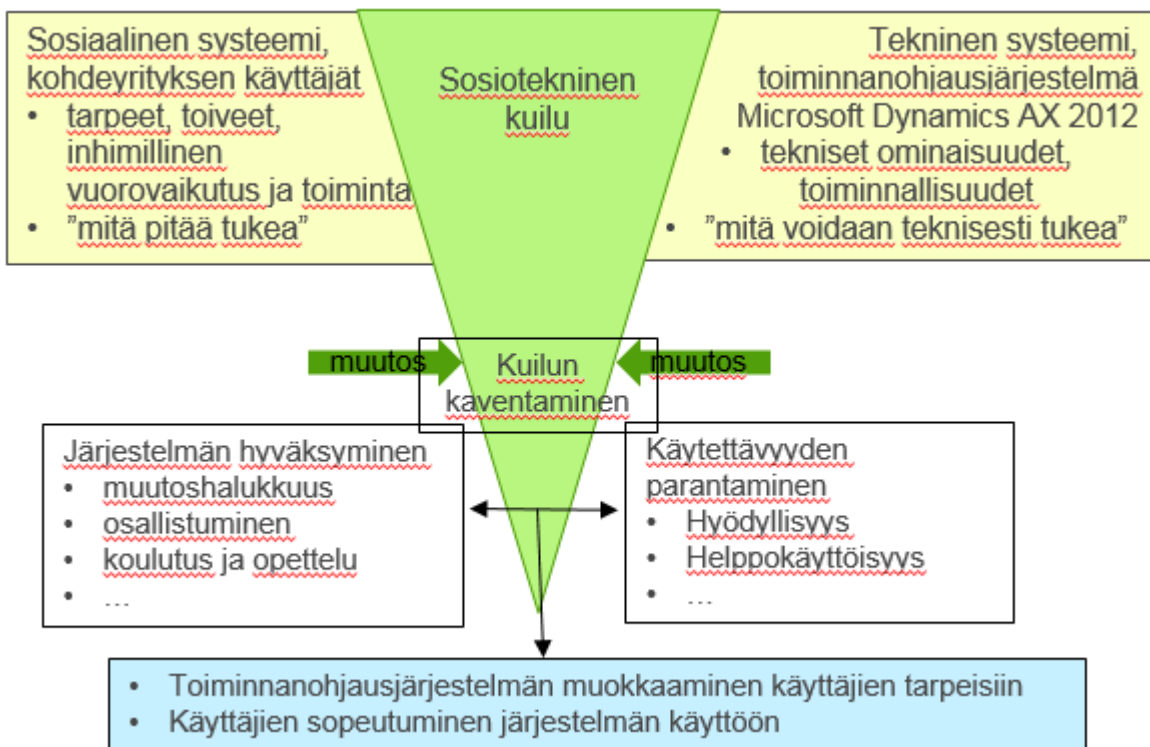 Sosiaalinen systeemi,
kohdeyrityksen käyttäjät
• tarpeet, toiveet,
inhimillinen
vuorovaikutus ja toiminta
• ”mitä pitää tukea”
Sosiotekninen
kuilu
Tekninen systeemi,
toiminnanohjausjärjestelmä
Microsoft Dynamics AX 2012
• tekniset ominaisuudet,
toiminnallisuudet
• ”mitä voidaan teknisesti tukea”
muutos
Kuilun
kaventaminen
muutos
Järjestelmän hyväksyminen
• muutoshalukkuus
• osallistuminen
• koulutus ja opettelu
• …
Käytettävyyden
parantaminen
• Hyödyllisyys
• Helppokäyttöisyys
• …
• Toiminnanohjausjärjestelmän muokkaaminen käyttäjien tarpeisiin
• Käyttäjien sopeutuminen järjestelmän käyttöön